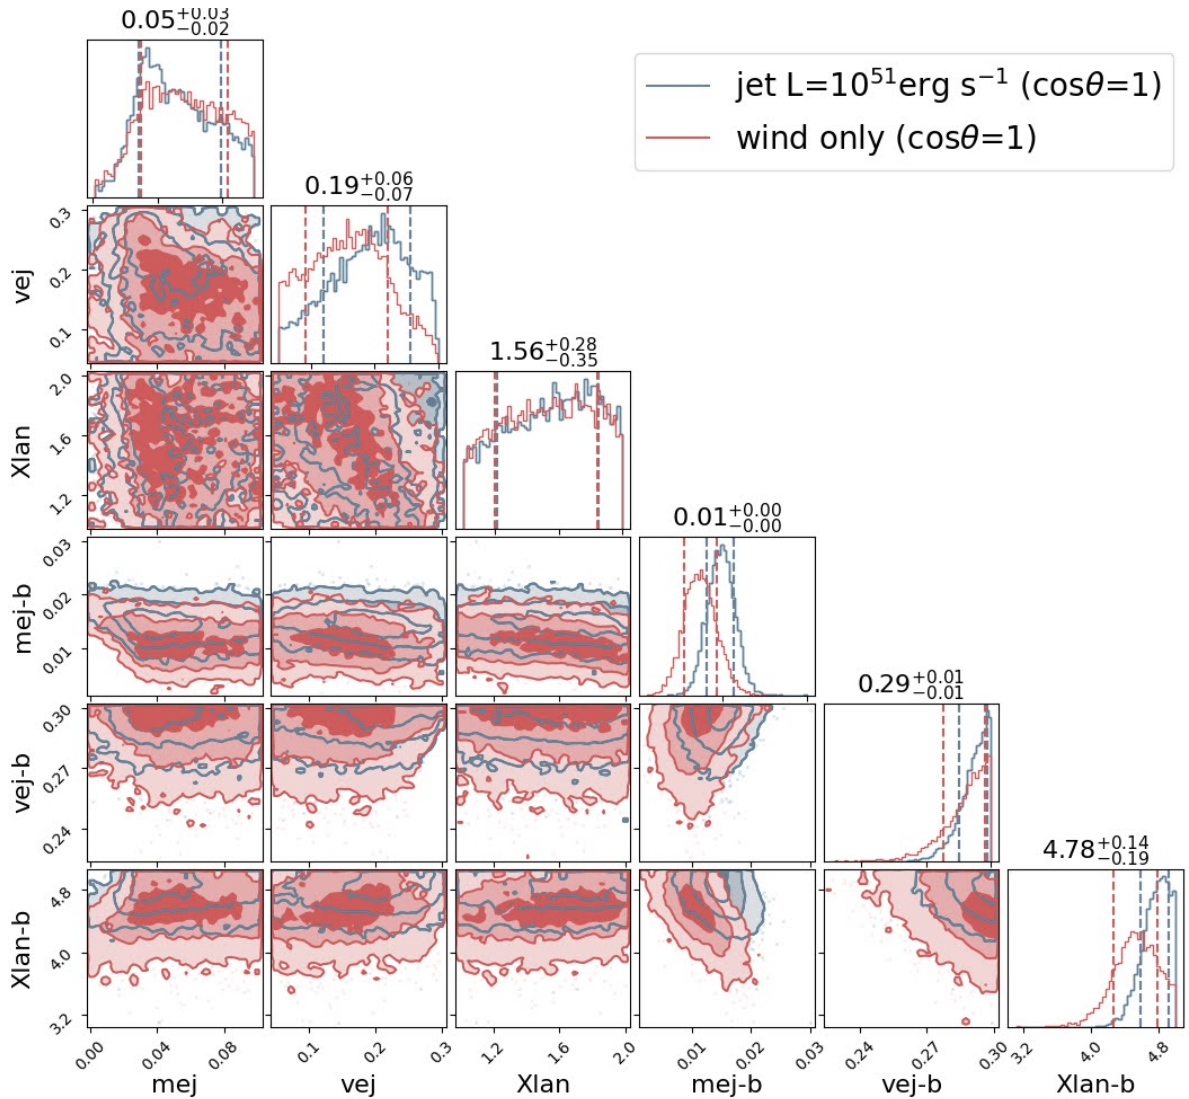 0.05+0.03−0.02
jet L=10^51erg s^−1 (cosθ=1)
wind only (cosθ=1)
0.19+0.06−0.07
0.3
0.2
0.1
vej
1.56+0.28−0.35
2.0
1.6
1.2
Xlan
0.01+0.00−0.00
0.03
0.02
0.01
mej-b
0.29+0.01−0.01
0.30
0.27
0.24
vej-b
4.78+0.14−0.19
4.8
4.0
3.2
Xlan-b
0.00 0.04 0.08 0.1 0.2 0.3 1.2 1.6 2.0 0.01 0.02 0.03 0.24 0.27 0.30 3.2 4.0 4.8
mej vej Xlan mej-b vej-b Xlan-b